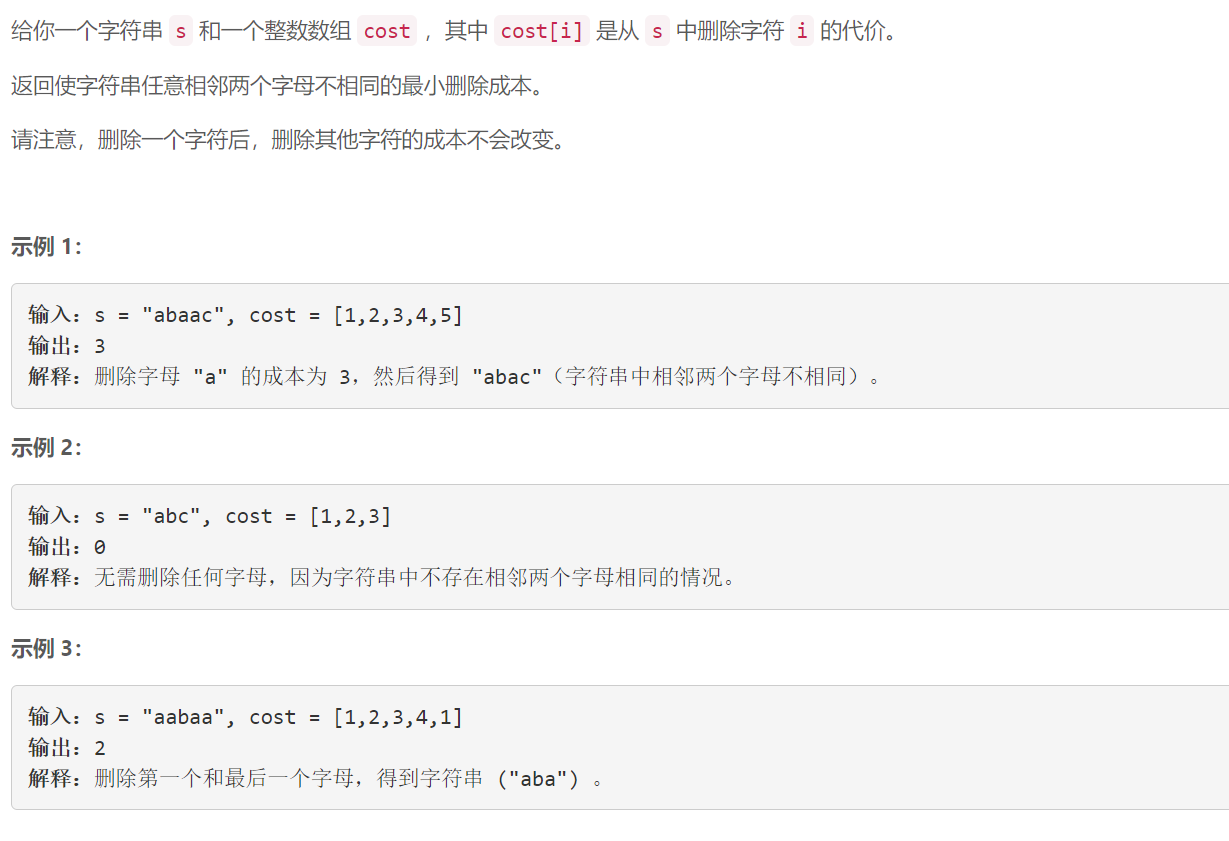 给你一个字符串 s 和一个整数数组 cost ，其中 cost[i] 是从 s 中删除字符 i 的代价。
返回使字符串任意相邻两个字母不相同的最小删除成本。
请注意，删除一个字符后，删除其他字符的成本不会改变。
示例 1：
输入：s = "abaac", cost = [1,2,3,4,5]
输出：3
解释：删除字母 "a" 的成本为 3，然后得到 "abac"（字符串中相邻两个字母不相同）。
示例 2：
输入：s = "abc", cost = [1,2,3]
输出：0
解释：无需删除任何字母，因为字符串中不存在相邻两个字母相同的情况。
示例 3：
输入：s = "aabaa", cost = [1,2,3,4,1]
输出：2
解释：删除第一个和最后一个字母，得到字符串 ("aba") 。